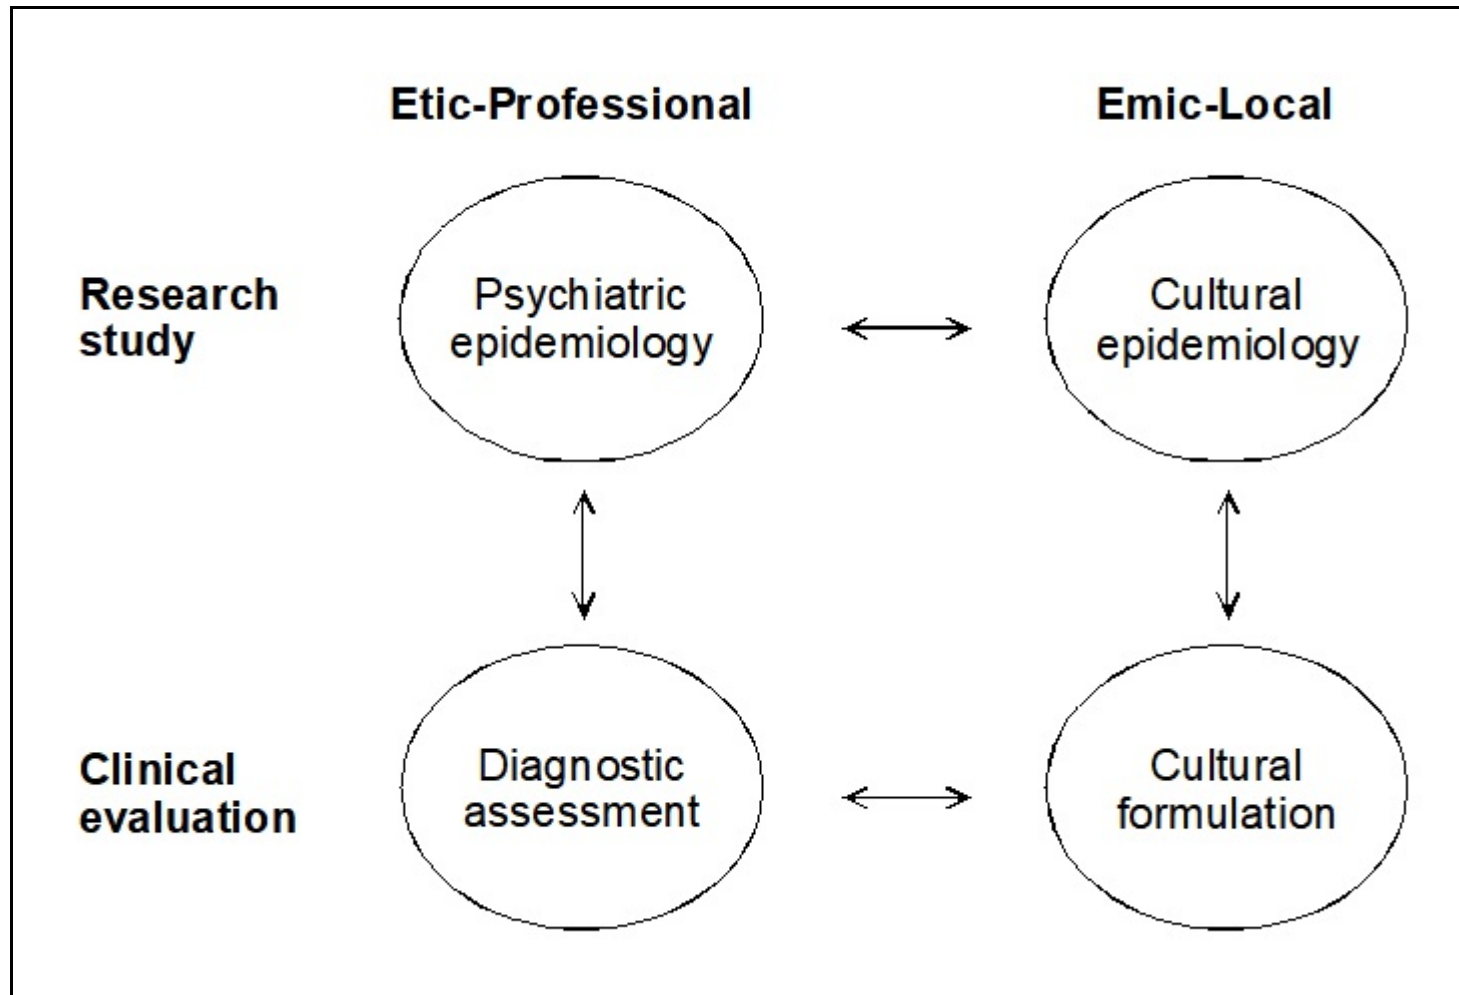 Etic-Professional
Emic-Local
Research
study
Psychiatric
epidemiology
Cultural
epidemiology
Clinical
evaluation
Diagnostic
assessment
Cultural
formulation